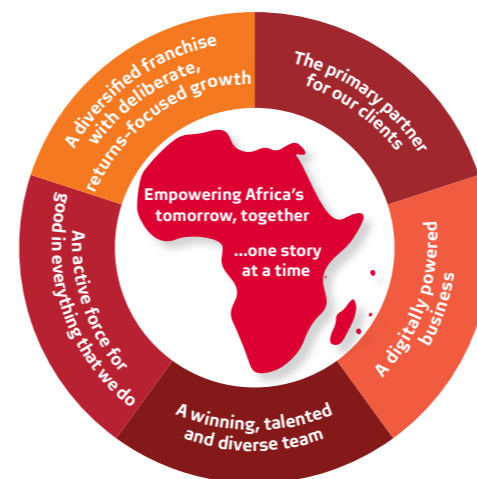 A diversified franchise
with deliberate,
returns-focused growth
The primary partner
for our clients
A digitally powered
business
A winning, talented
and diverse team
An active force for
good in everything that we do
Empowering Africa's
tomorrow, together
...one story
at a time